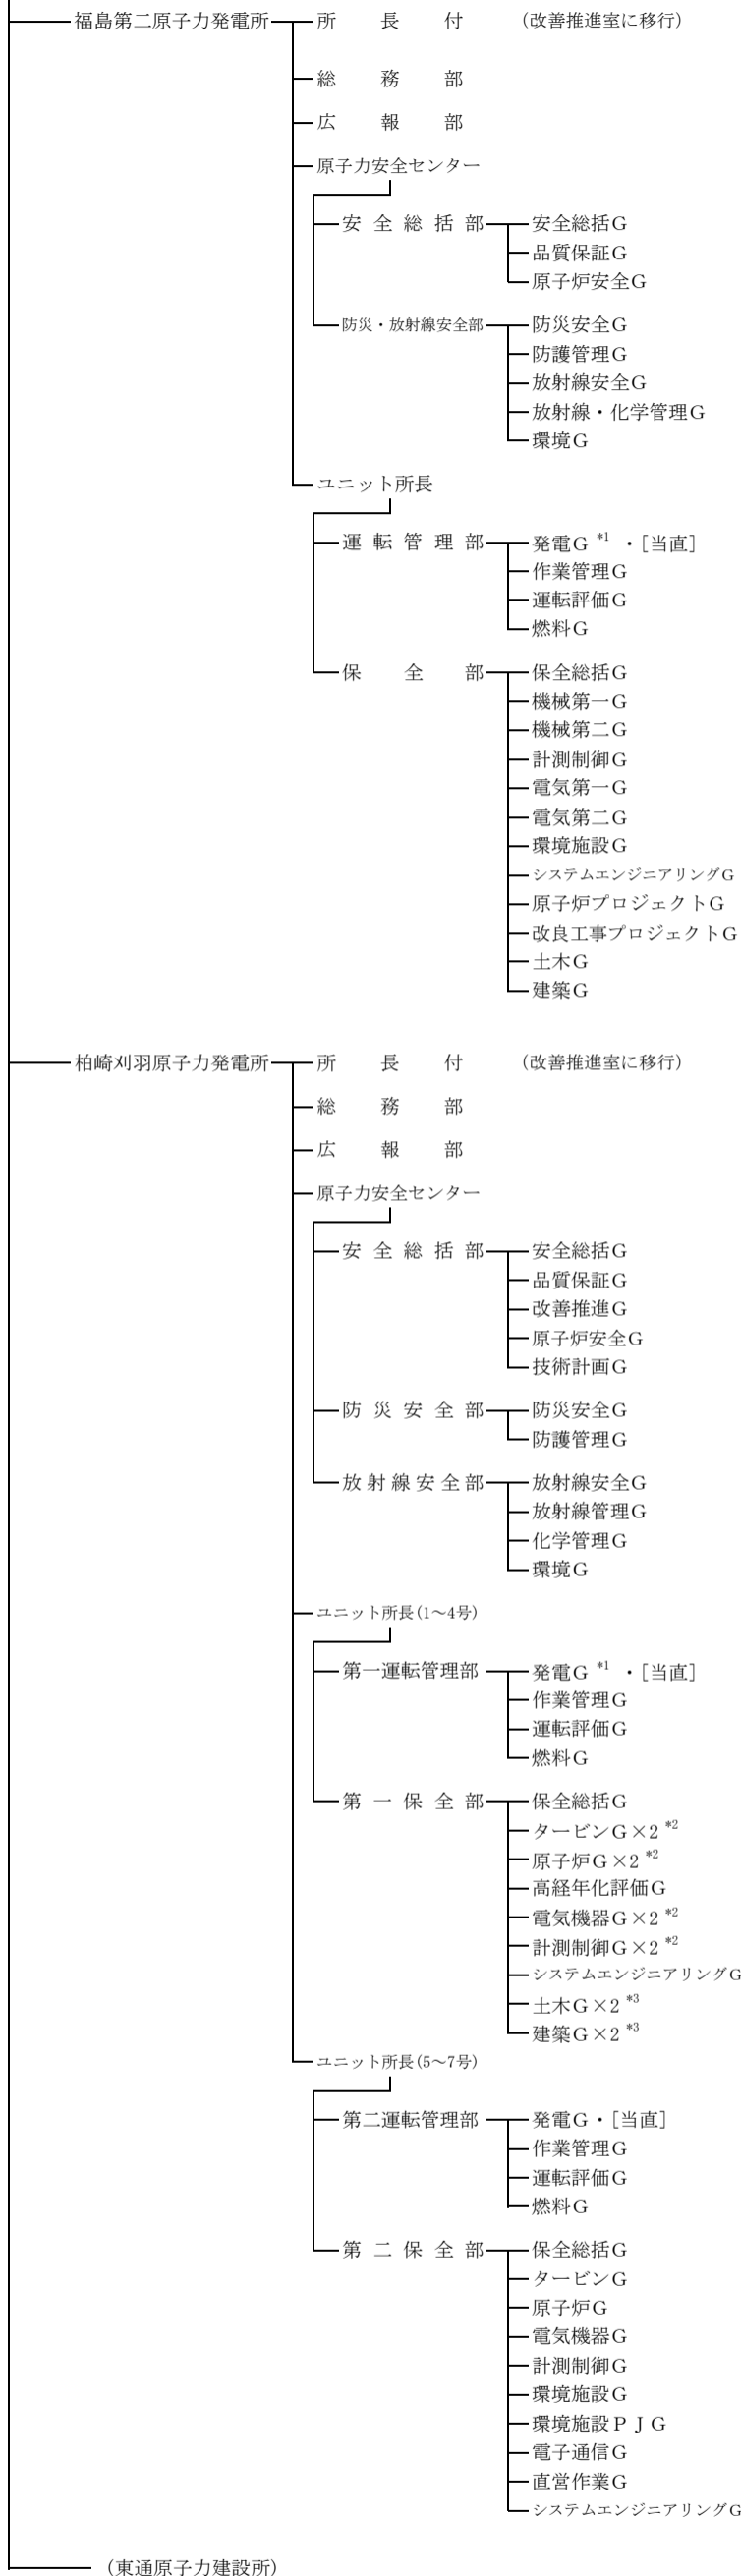 福島第二原子力発電所 所長付 (改善推進室に移行)
総務部
広報部
原子力安全センター
安全総括部 安全総括G
品質保証G
原子炉安全G
防災・放射線安全部 防災安全G
防護管理G
放射線安全G
放射線・化学管理G
環境G
ユニット所長
運転管理部 発電G *1 ・[当直]
作業管理G
運転評価G
燃料G
保全部 保全総括G
機械第一G
機械第二G
計測制御G
電気第一G
電気第二G
環境施設G
システムエンジニアリングG
原子炉プロジェクトG
改良工事プロジェクトG
土木G
建築G
柏崎刈羽原子力発電所 所長付 (改善推進室に移行)
総務部
広報部
原子力安全センター
安全総括部 安全総括G
品質保証G
改善推進G
原子炉安全G
技術計画G
防災安全部 防災安全G
防護管理G
放射線安全部 放射線安全G
放射線管理G
化学管理G
環境G
ユニット所長(1~4号)
第一運転管理部 発電G *1 ・[当直]
作業管理G
運転評価G
燃料G
第一保全部 保全総括G
タービンG×2 *2
原子炉G×2 *2
高経年化評価G
電気機器G×2 *2
計測制御G×2 *2
システムエンジニアリングG
土木G×2 *3
建築G×2 *3
ユニット所長(5~7号)
第二運転管理部 発電G・[当直]
作業管理G
運転評価G
燃料G
第二保全部 保全総括G
タービンG
原子炉G
電気機器G
計測制御G
環境施設G
環境施設PJG
電子通信G
直営作業G
システムエンジニアリングG
(東通原子力建設所)